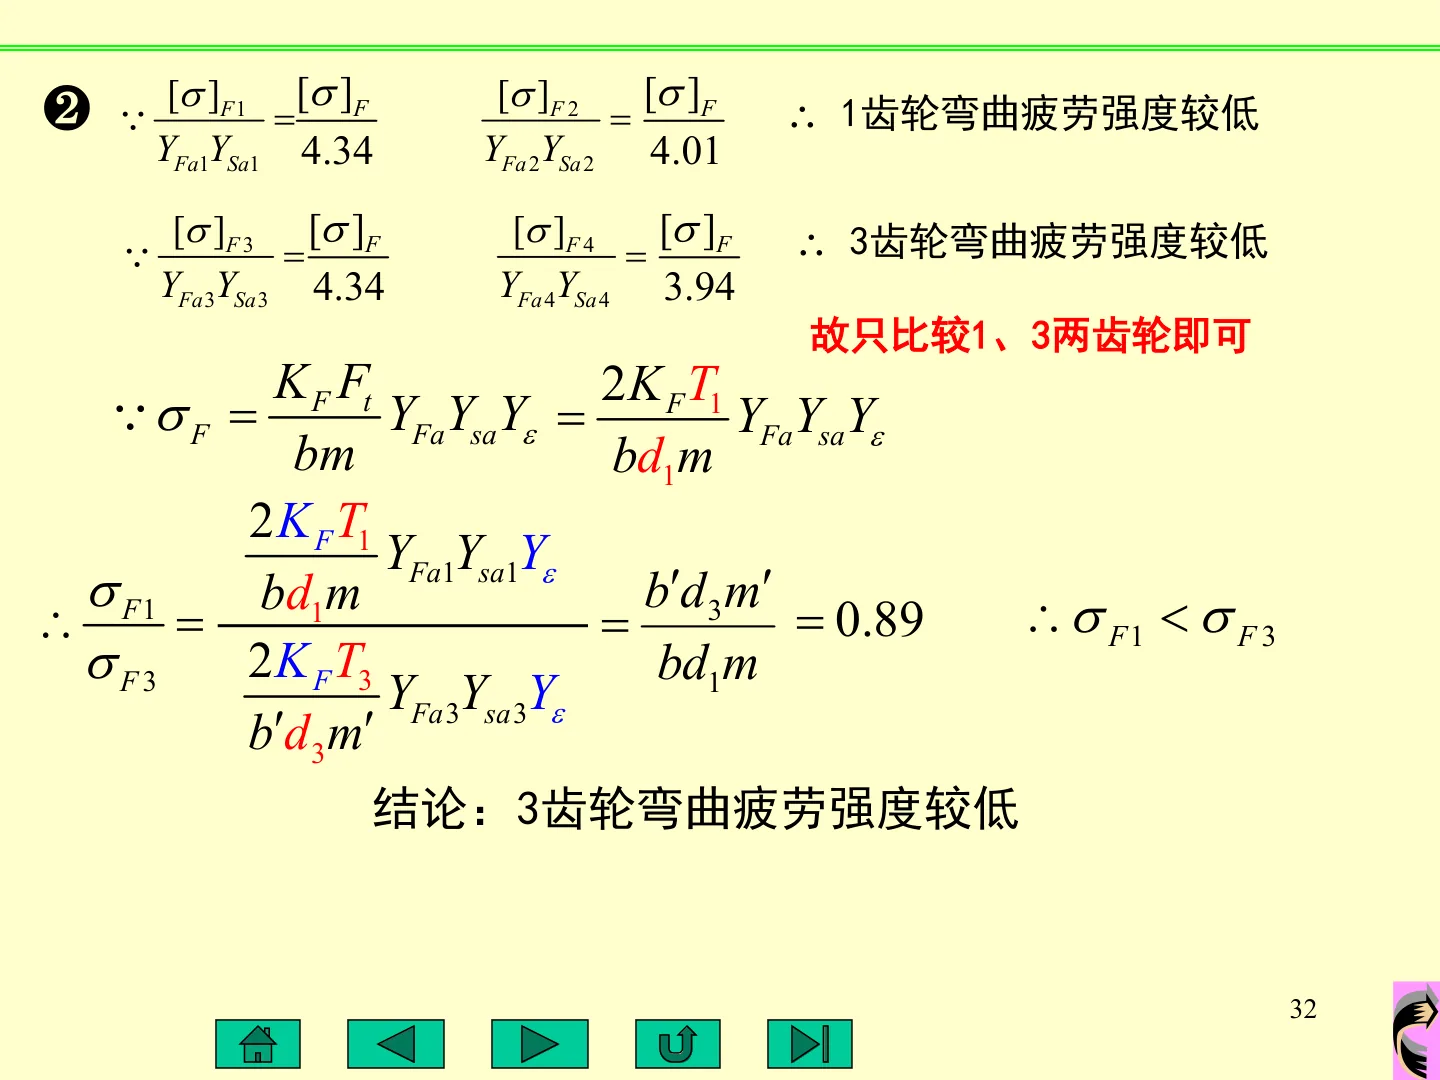 ❷ ∵ [σ]F1 / YFa1YSa1 = [σ]F / 4.34 [σ]F2 / YFa2YSa2 = [σ]F / 4.01 ∴ 1齿轮弯曲疲劳强度较低
∵ [σ]F3 / YFa3YSa3 = [σ]F / 4.34 [σ]F4 / YFa4YSa4 = [σ]F / 3.94 ∴ 3齿轮弯曲疲劳强度较低
故只比较1、3两齿轮即可
∵ σF = KFFt / bm YFaYsaYε = 2KFT1 / bd1m YFaYsaYε
∴ σF1 / σF3 = (2KFT1 / bd1m YFa1Ysa1Yε) / (2KFT3 / b′d3m′ YFa3Ysa3Yε) = b′d3m′ / bd1m = 0.89 ∴ σF1 < σF3
结论：3齿轮弯曲疲劳强度较低
32